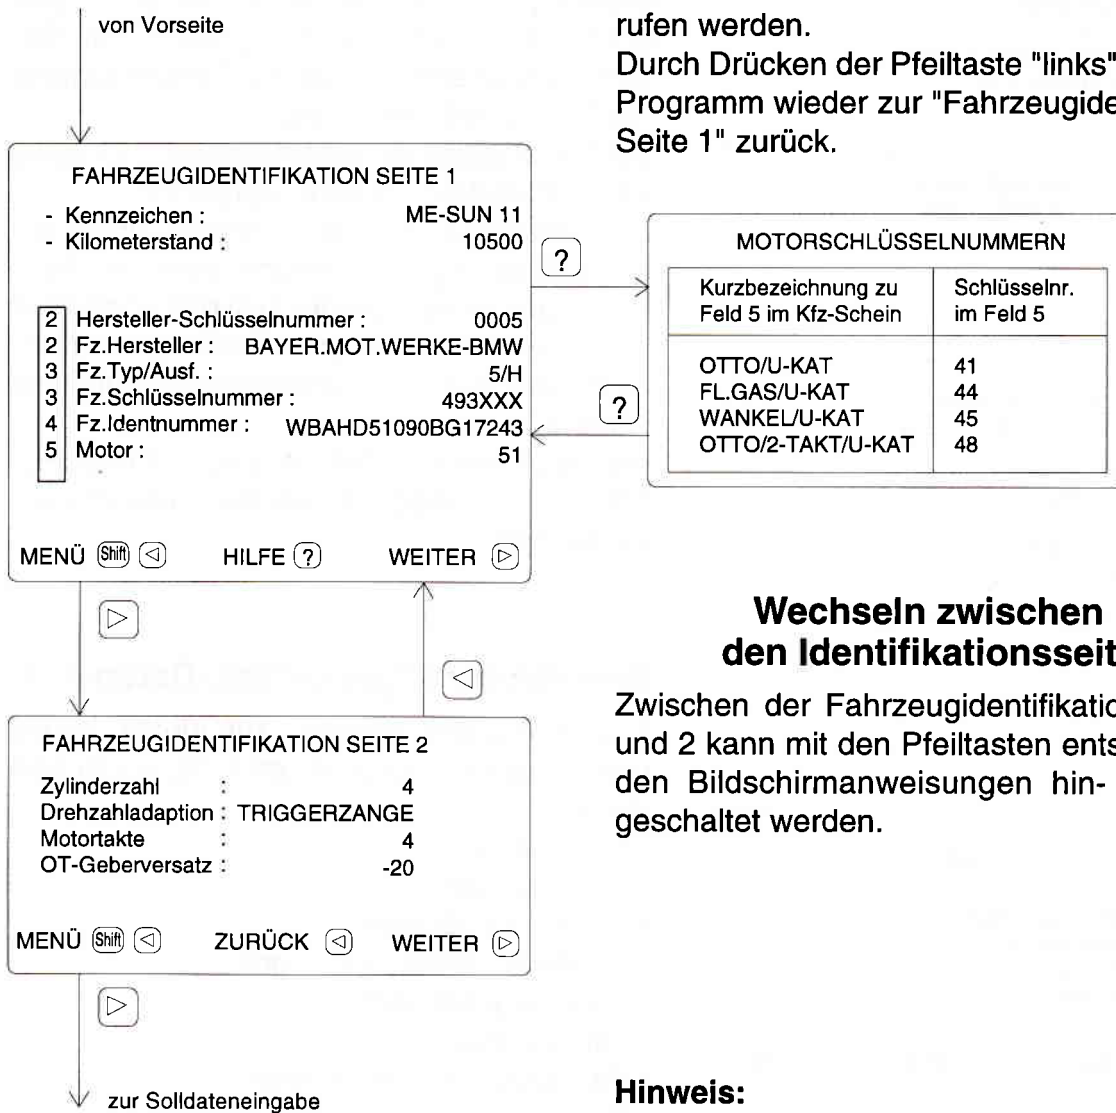 von Vorseite
FAHRZEUGIDENTIFIKATION SEITE 1
- Kennzeichen : ME-SUN 11
- Kilometerstand : 10500
2 Hersteller-Schlüsselnummer : 0005
2 Fz.Hersteller : BAYER.MOT.WERKE-BMW
3 Fz.Typ/Ausf. : 5/H
3 Fz.Schlüsselnummer : 493XXX
4 Fz.Identnummer : WBAHD51090BG17243
5 Motor : 51
MENÜ Shift ◁ HILFE ? WEITER ▷
?
?
▷
◁
FAHRZEUGIDENTIFIKATION SEITE 2
Zylinderzahl : 4
Drehzahladaption : TRIGGERZANGE
Motortakte : 4
OT-Geberversatz : -20
MENÜ Shift ◁ ZURÜCK ◁ WEITER ▷
▷
zur Solldateneingabe
rufen werden.
Durch Drücken der Pfeiltaste "links"
Programm wieder zur "Fahrzeugide
Seite 1" zurück.
MOTORSCHLÜSSELNUMMERN
Kurzbezeichnung zu Schlüsselnr.
Feld 5 im Kfz-Schein im Feld 5
OTTO/U-KAT 41
FL.GAS/U-KAT 44
WANKEL/U-KAT 45
OTTO/2-TAKT/U-KAT 48
Wechseln zwischen
den Identifikationsseit
Zwischen der Fahrzeugidentifikatio
und 2 kann mit den Pfeiltasten ents
den Bildschirmanweisungen hin-
geschaltet werden.
Hinweis: